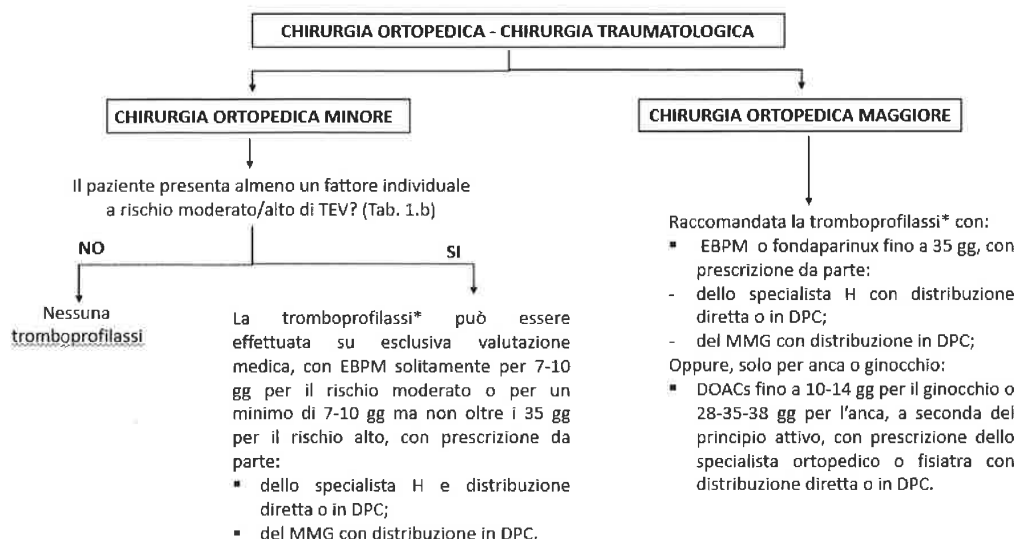 CHIRURGIA ORTOPEDICA - CHIRURGIA TRAUMATOLOGICA
CHIRURGIA ORTOPEDICA MINORE
CHIRURGIA ORTOPEDICA MAGGIORE
Il paziente presenta almeno un fattore individuale
a rischio moderato/alto di TEV? (Tab. 1.b)
NO
SI
Nessuna
tromboprofilassi
La tromboprofilassi* può essere
effettuata su esclusiva valutazione
medica, con EBPM solitamente per 7-10
gg per il rischio moderato o per un
minimo di 7-10 gg ma non oltre i 35 gg
per il rischio alto, con prescrizione da
parte:
▪ dello specialista H e distribuzione
diretta o in DPC;
▪ del MMG con distribuzione in DPC.
Raccomandata la tromboprofilassi* con:
▪ EBPM o fondaparinux fino a 35 gg, con
prescrizione da parte:
- dello specialista H con distribuzione
diretta o in DPC;
- del MMG con distribuzione in DPC;
Oppure, solo per anca o ginocchio:
▪ DOACs fino a 10-14 gg per il ginocchio o
28-35-38 gg per l'anca, a seconda del
principio attivo, con prescrizione dello
specialista ortopedico o fisiatra con
distribuzione diretta o in DPC.